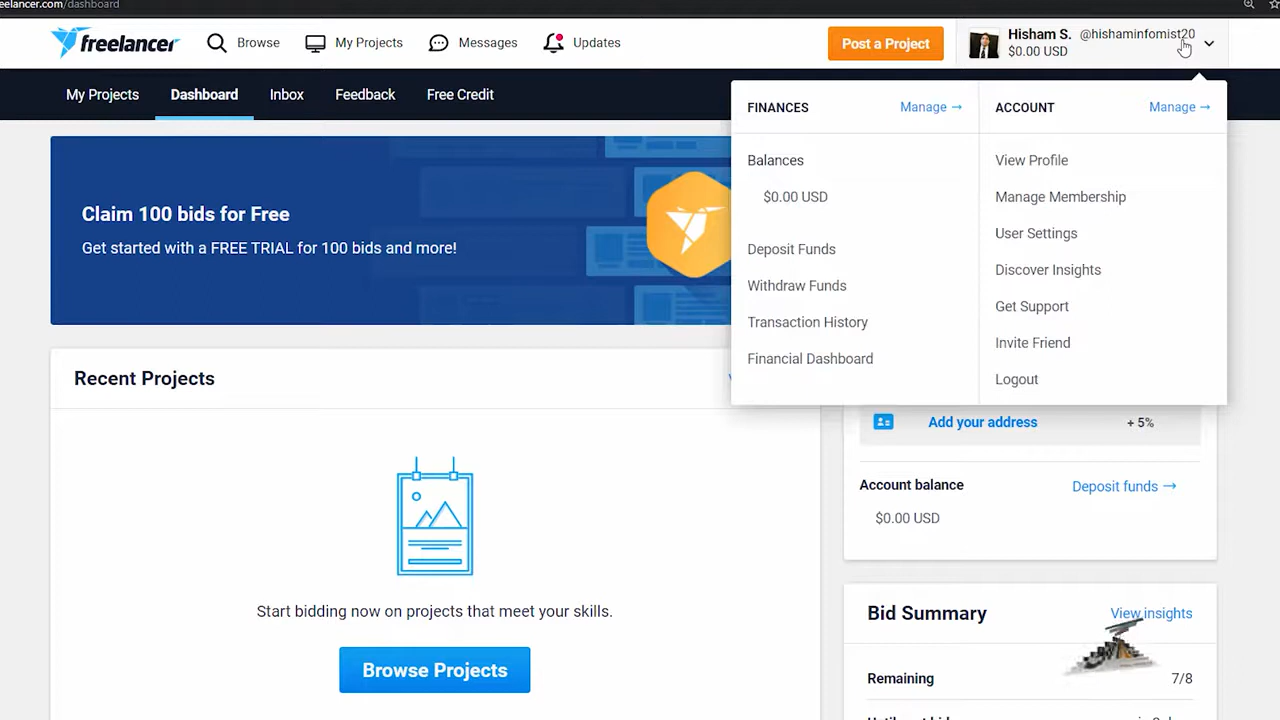 eelancer.com/dashboard
freelancer
Browse
My Projects
Messages
Updates
Post a Project
Hisham S. @hishaminfomist20
$0.00 USD
My Projects
Dashboard
Inbox
Feedback
Free Credit
FINANCES
Manage →
Balances
$0.00 USD
Deposit Funds
Withdraw Funds
Transaction History
Financial Dashboard
ACCOUNT
Manage →
View Profile
Manage Membership
User Settings
Discover Insights
Get Support
Invite Friend
Logout
Claim 100 bids for Free
Get started with a FREE TRIAL for 100 bids and more!
Recent Projects
Start bidding now on projects that meet your skills.
Browse Projects
Add your address + 5%
Account balance
Deposit funds →
$0.00 USD
Bid Summary
View insights
Remaining 7/8